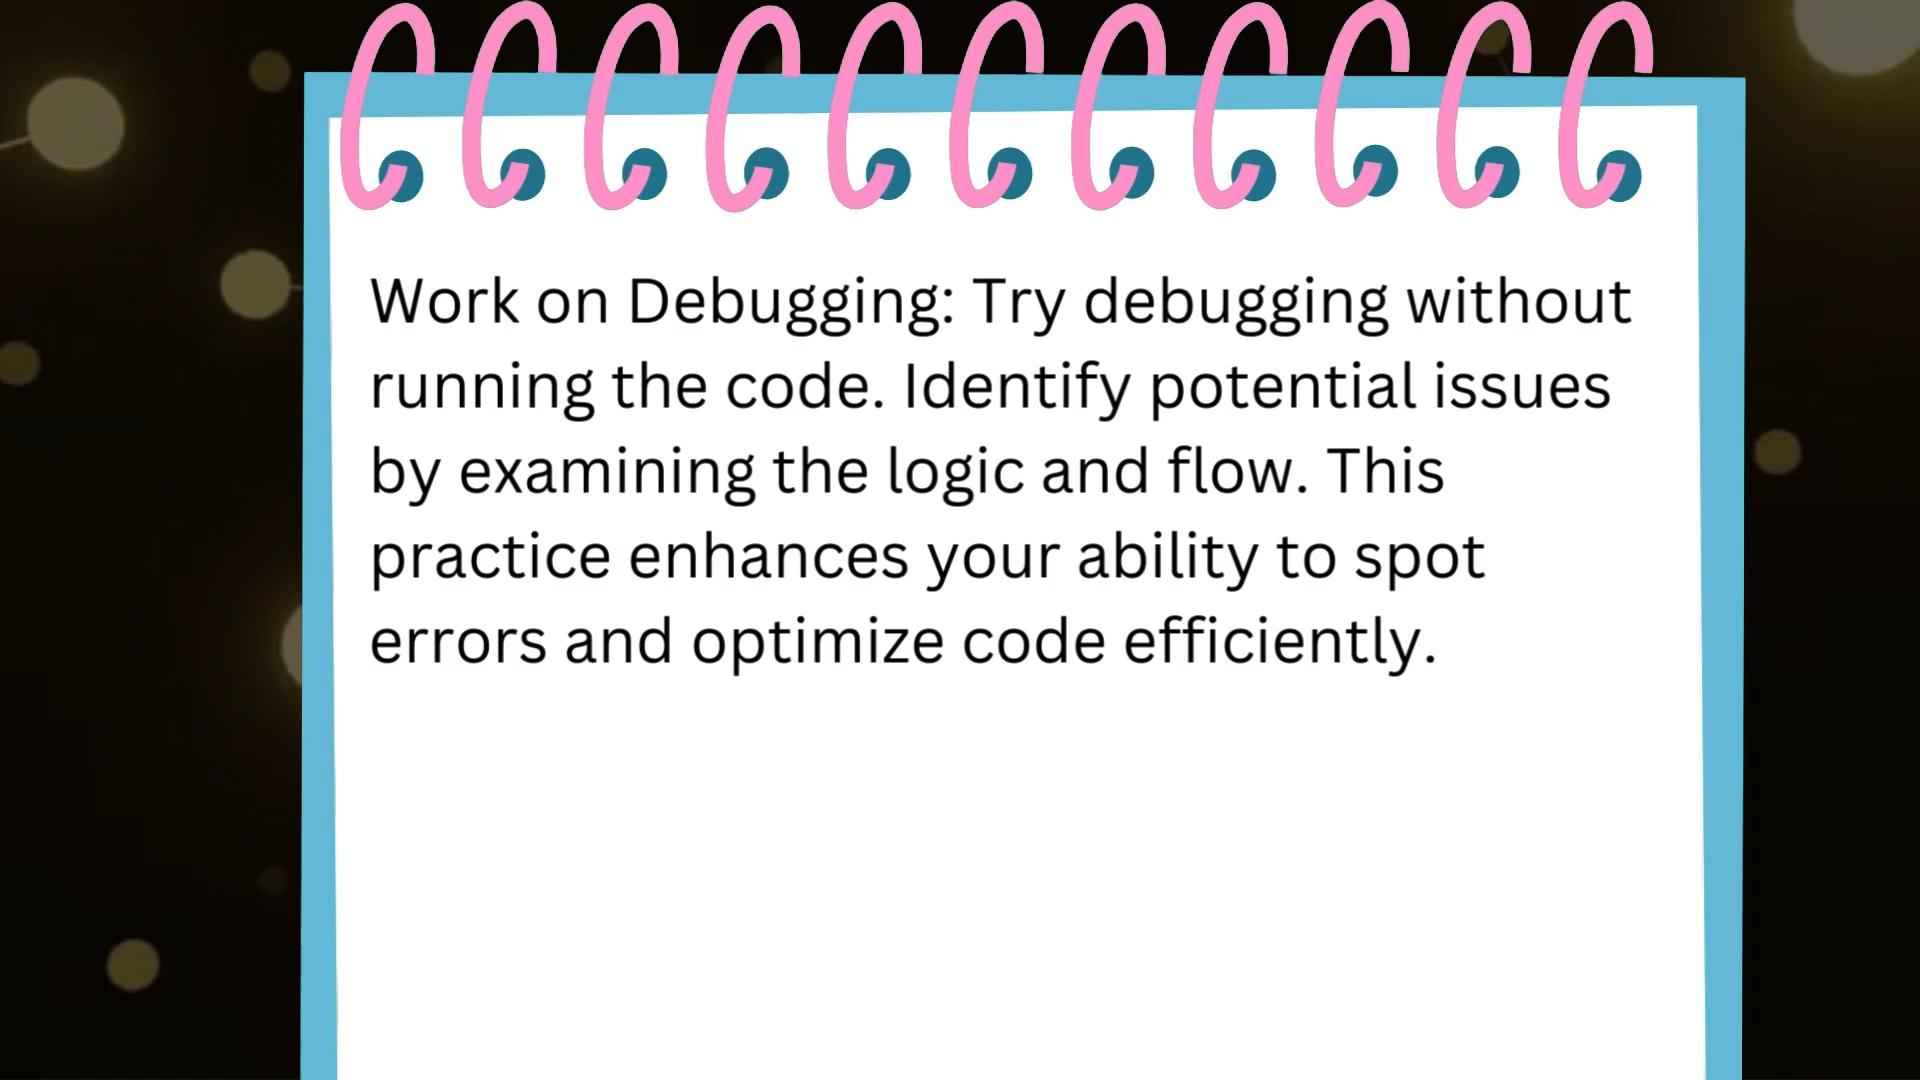 Work on Debugging: Try debugging without
running the code. Identify potential issues
by examining the logic and flow. This
practice enhances your ability to spot
errors and optimize code efficiently.